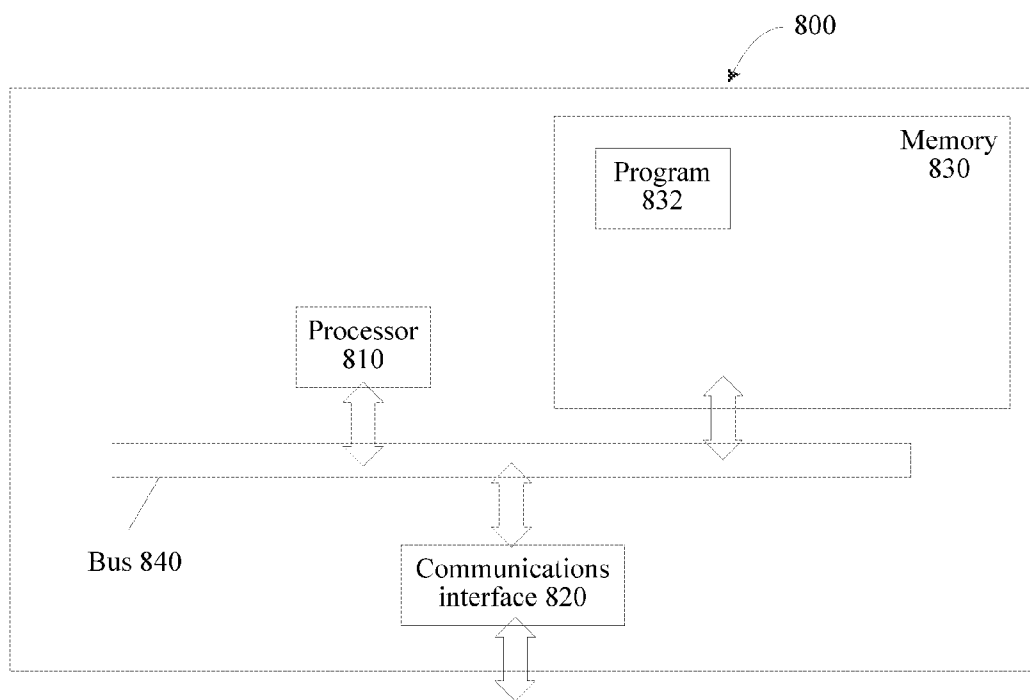 800
Memory
830
Program
832
Processor
810
Bus 840
Communications
interface 820